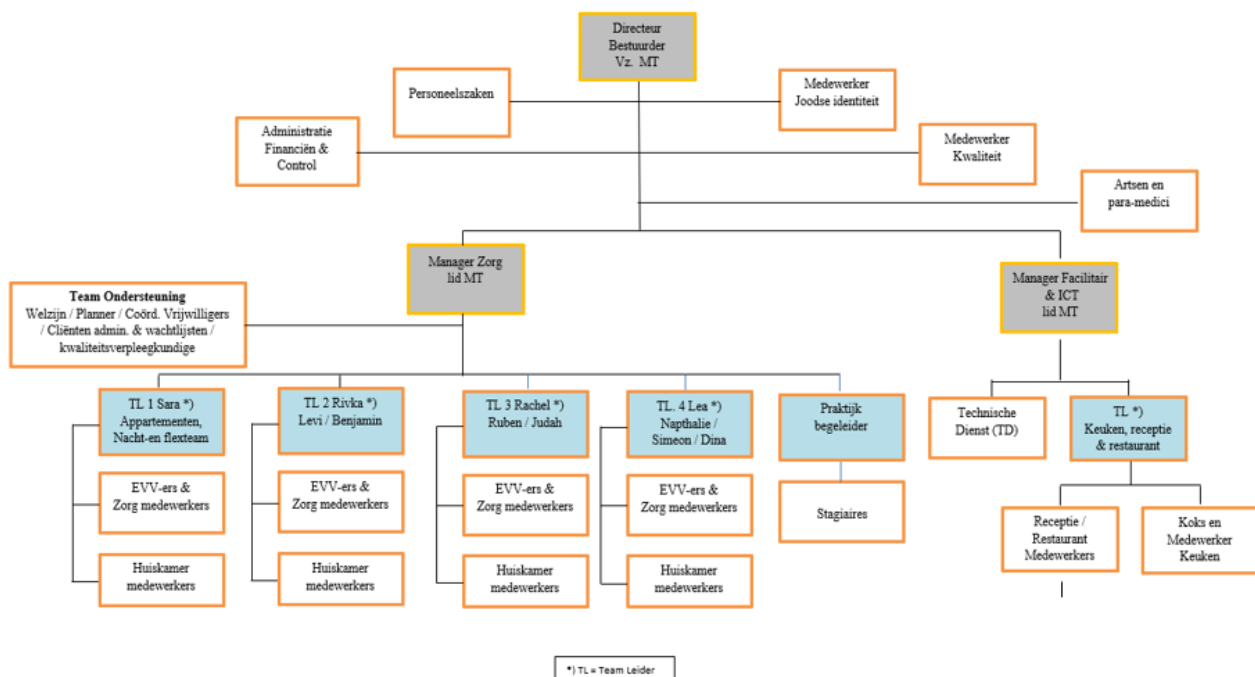 Directeur
Bestuurder
Vz. MT
Personeelszaken
Medewerker
Joodse identiteit
Administratie
Financiën &
Control
Medewerker
Kwaliteit
Artsen en
para-medici
Manager Zorg
lid MT
Manager Facilitair
& ICT
lid MT
Team Ondersteuning
Welzijn / Planner / Coörd. Vrijwilligers
/ Cliënten admin. & wachtlijsten /
kwaliteitsverpleegkundige
TL 1 Sara *)
Appartementen,
Nacht-en flexteam
TL 2 Rivka *)
Levi / Benjamin
TL 3 Rachel *)
Ruben / Judah
TL. 4 Lea *)
Napthalie /
Simeon / Dina
Praktijk
begeleider
Technische
Dienst (TD)
TL *)
Keuken, receptie
& restaurant
EVV-ers &
Zorg medewerkers
EVV-ers &
Zorg medewerkers
EVV-ers &
Zorg medewerkers
EVV-ers &
Zorg medewerkers
Stagiaires
Receptie /
Restaurant
Medewerkers
Koks en
Medewerker
Keuken
Huiskamer
medewerkers
Huiskamer
medewerkers
Huiskamer
medewerkers
Huiskamer
medewerkers
*) TL = Team Leider